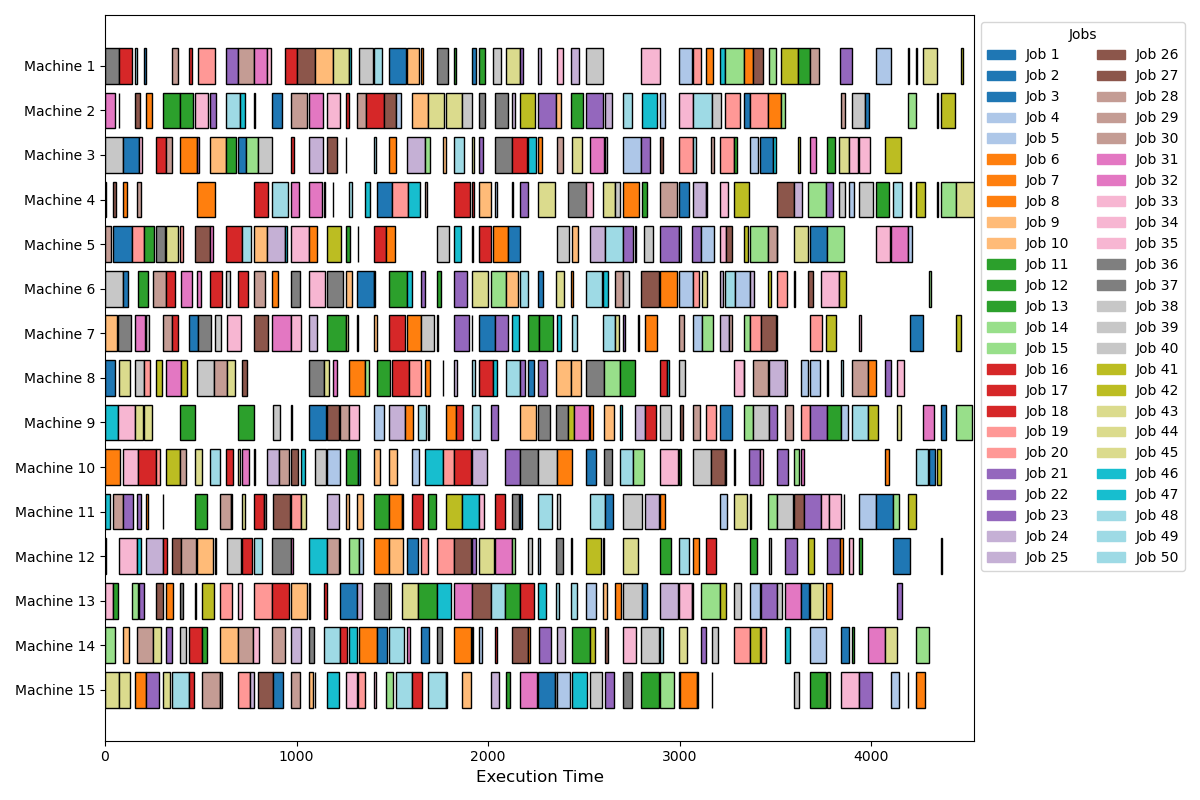 Machine 1
Machine 2
Machine 3
Machine 4
Machine 5
Machine 6
Machine 7
Machine 8
Machine 9
Machine 10
Machine 11
Machine 12
Machine 13
Machine 14
Machine 15
0 1000 2000 3000 4000
Execution Time
Jobs
Job 1 Job 26
Job 2 Job 27
Job 3 Job 28
Job 4 Job 29
Job 5 Job 30
Job 6 Job 31
Job 7 Job 32
Job 8 Job 33
Job 9 Job 34
Job 10 Job 35
Job 11 Job 36
Job 12 Job 37
Job 13 Job 38
Job 14 Job 39
Job 15 Job 40
Job 16 Job 41
Job 17 Job 42
Job 18 Job 43
Job 19 Job 44
Job 20 Job 45
Job 21 Job 46
Job 22 Job 47
Job 23 Job 48
Job 24 Job 49
Job 25 Job 50